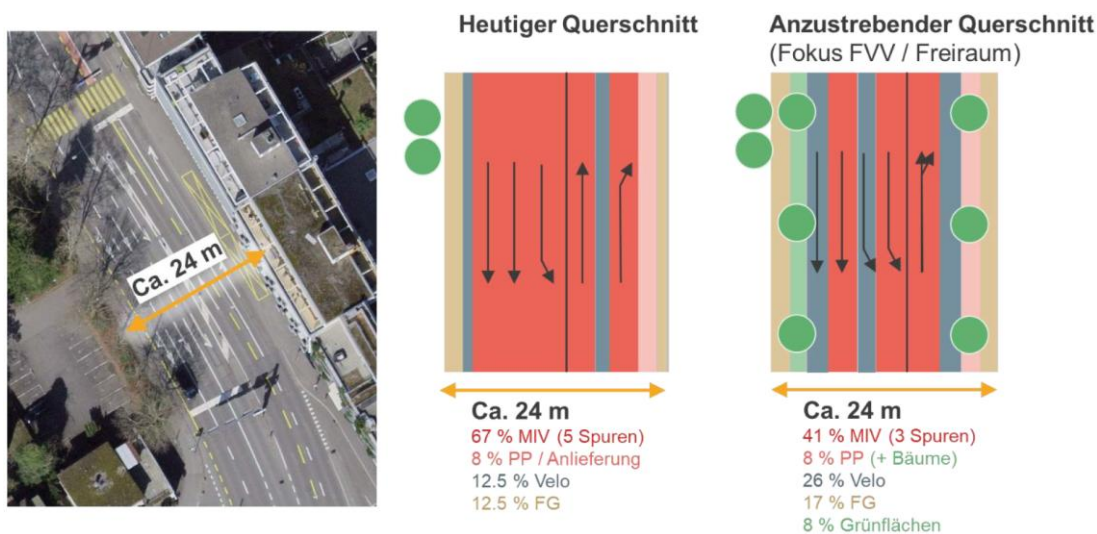 Ca. 24 m
Heutiger Querschnitt
Ca. 24 m
67 % MIV (5 Spuren)
8 % PP / Anlieferung
12.5 % Velo
12.5 % FG
Anzustrebender Querschnitt
(Fokus FVV / Freiraum)
Ca. 24 m
41 % MIV (3 Spuren)
8 % PP (+ Bäume)
26 % Velo
17 % FG
8 % Grünflächen